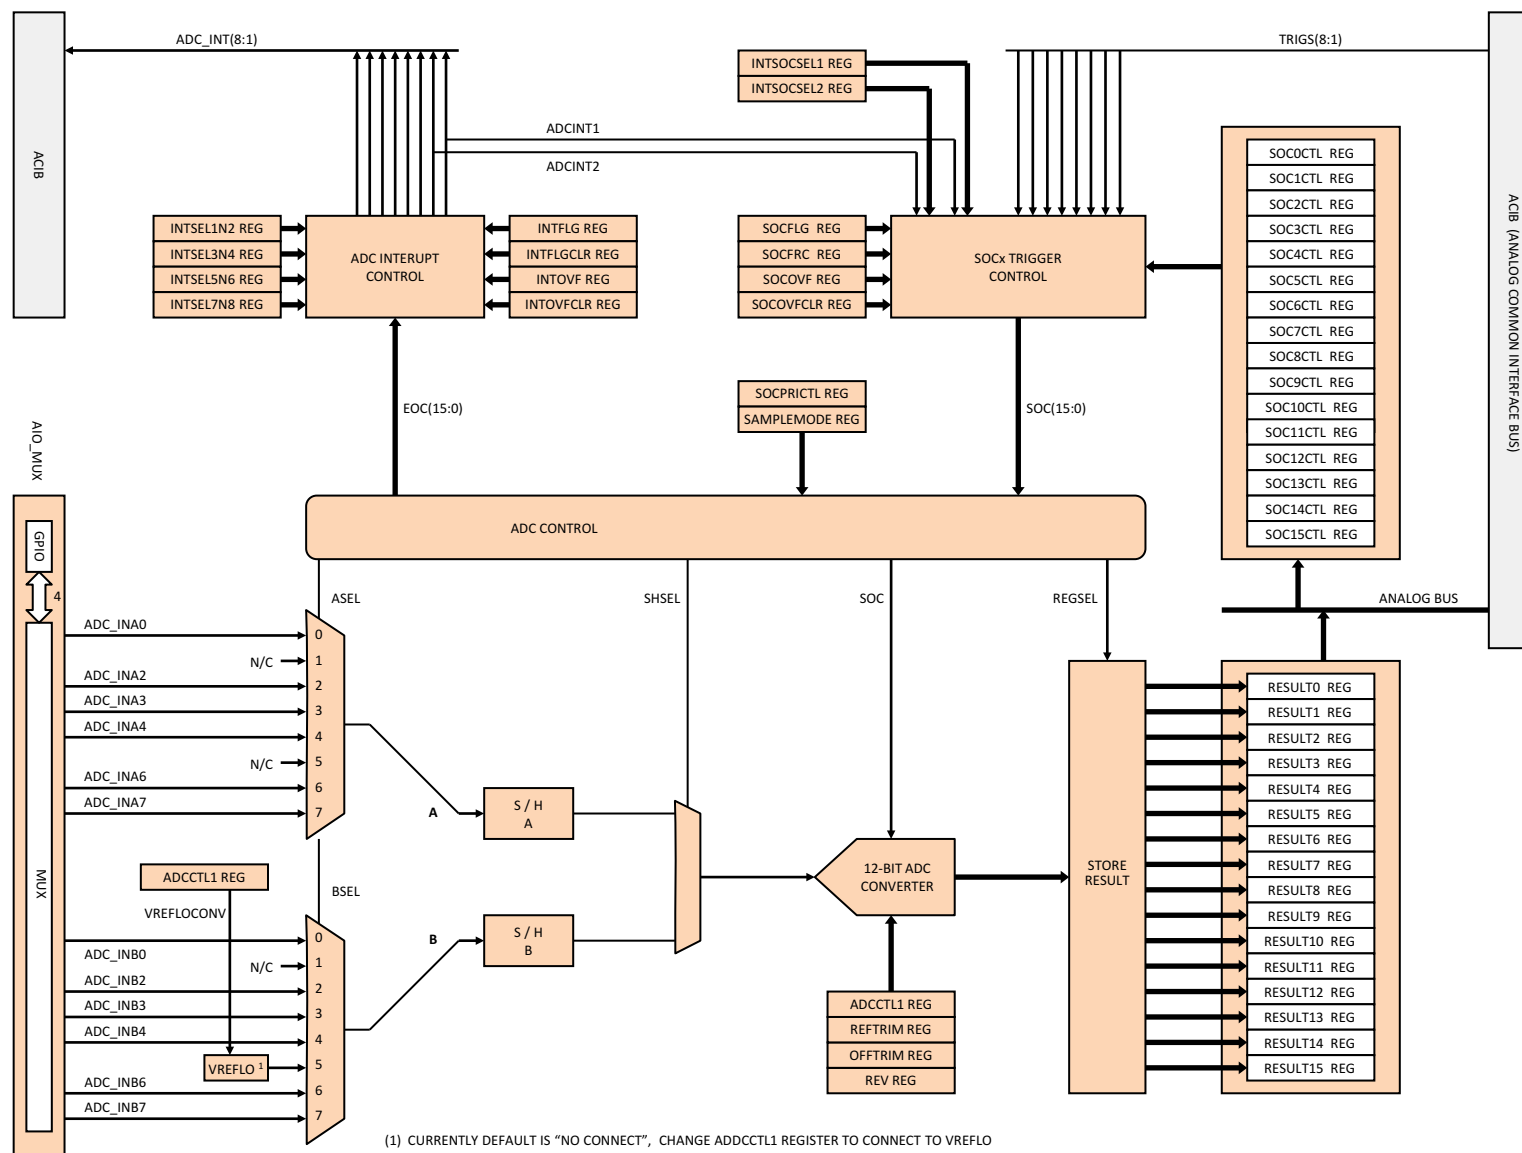 ADC_INT(8:1)
TRIGS(8:1)
INTSOCSEL1 REG
INTSOCSEL2 REG
ADCINT1
ADCINT2
ACIB
ACIB (ANALOG COMMON INTERFACE BUS)
SOC0CTL REG
SOC1CTL REG
SOC2CTL REG
SOC3CTL REG
SOC4CTL REG
SOC5CTL REG
SOC6CTL REG
SOC7CTL REG
SOC8CTL REG
SOC9CTL REG
SOC10CTL REG
SOC11CTL REG
SOC12CTL REG
SOC13CTL REG
SOC14CTL REG
SOC15CTL REG
INTSEL1N2 REG
INTSEL3N4 REG
INTSEL5N6 REG
INTSEL7N8 REG
ADC INTERUPT
CONTROL
INTFLG REG
INTFLGCLR REG
INTOVF REG
INTOVFCLR REG
SOCFLG REG
SOCFRC REG
SOCOVF REG
SOCOVFCLR REG
SOCx TRIGGER
CONTROL
EOC(15:0)
SOCPRICTL REG
SAMPLEMODE REG
SOC(15:0)
AIO_MUX
GPIO
4
MUX
ADC CONTROL
ASEL
SHSEL
SOC
REGSEL
ANALOG BUS
ADC_INA0
N/C
ADC_INA2
ADC_INA3
ADC_INA4
N/C
ADC_INA6
ADC_INA7
0
1
2
3
4
5
6
7
A
S / H
A
ADCCTL1 REG
VREFLOCONV
BSEL
ADC_INB0
N/C
ADC_INB2
ADC_INB3
ADC_INB4
VREFLO 1
ADC_INB6
ADC_INB7
0
1
2
3
4
5
6
7
B
S / H
B
12-BIT ADC
CONVERTER
ADCCTL1 REG
REFTRIM REG
OFFTRIM REG
REV REG
STORE
RESULT
RESULT0 REG
RESULT1 REG
RESULT2 REG
RESULT3 REG
RESULT4 REG
RESULT5 REG
RESULT6 REG
RESULT7 REG
RESULT8 REG
RESULT9 REG
RESULT10 REG
RESULT11 REG
RESULT12 REG
RESULT13 REG
RESULT14 REG
RESULT15 REG
(1) CURRENTLY DEFAULT IS “NO CONNECT”, CHANGE ADDCCTL1 REGISTER TO CONNECT TO VREFLO